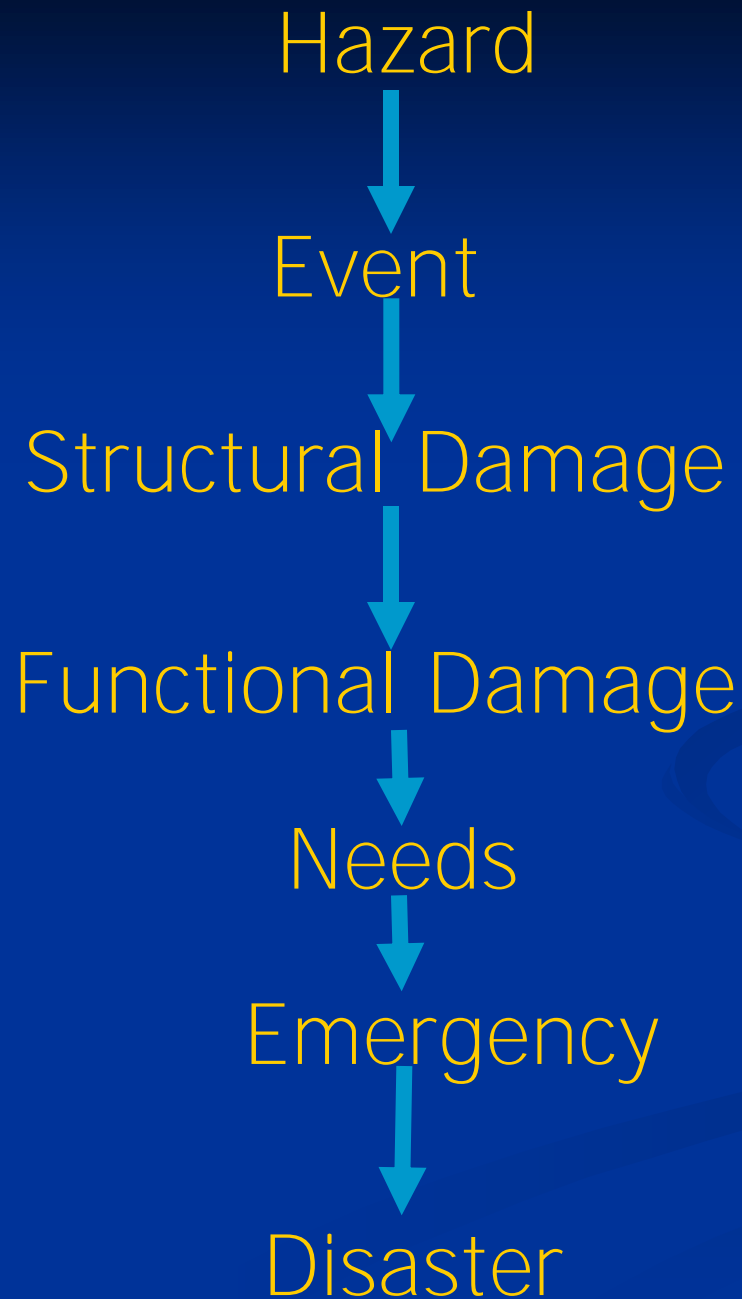 Hazard
Event
Structural Damage
Functional Damage
Needs
Emergency
Disaster